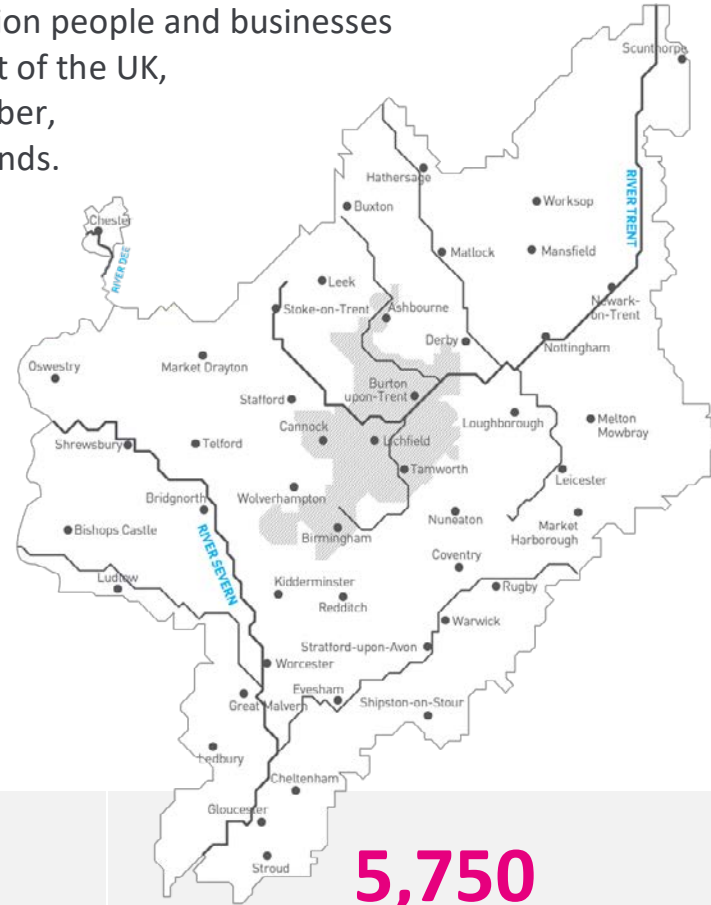 ion people and businesses
t of the UK,
ber,
nds.
Scunthorpe
Hathersage
Buxton
Worksop
RIVER TRENT
Chester
RIVER DEE
Matlock
Mansfield
Leek
Newark-
on-Trent
Stoke-on-Trent
Ashbourne
Derby
Nottingham
Oswestry
Market Drayton
Burton
upon-Trent
Stafford
Loughborough
Melton
Mowbray
Cannock
Lichfield
Shrewsbury
Telford
Tamworth
Leicester
Wolverhampton
Bridgnorth
Nuneaton
Market
Harborough
Bishops Castle
RIVER SEVERN
Birmingham
Coventry
Ludlow
Kidderminster
Rugby
Redditch
Warwick
Stratford-upon-Avon
Worcester
Evesham
Great Malvern
Shipston-on-Stour
Ledbury
Cheltenham
Gloucester
Stroud
5,750